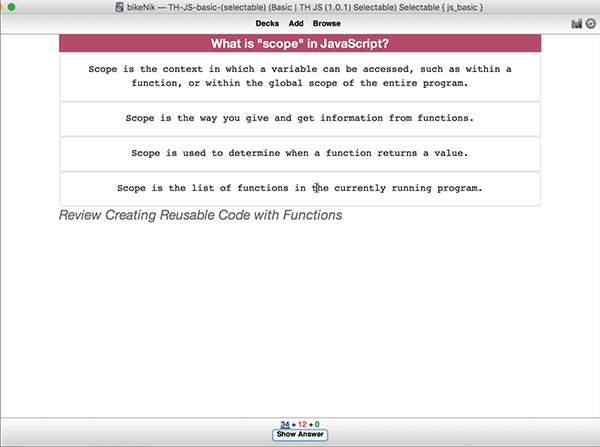 bikeNik — TH-JS-basic-(selectable) (Basic | TH JS (1.0.1) Selectable) Selectable { js_basic }
Decks Add Browse
What is "scope" in JavaScript?
Scope is the context in which a variable can be accessed, such as within a
function, or within the global scope of the entire program.
Scope is the way you give and get information from functions.
Scope is used to determine when a function returns a value.
Scope is the list of functions in the currently running program.
Review Creating Reusable Code with Functions
34 + 12 + 0
Show Answer